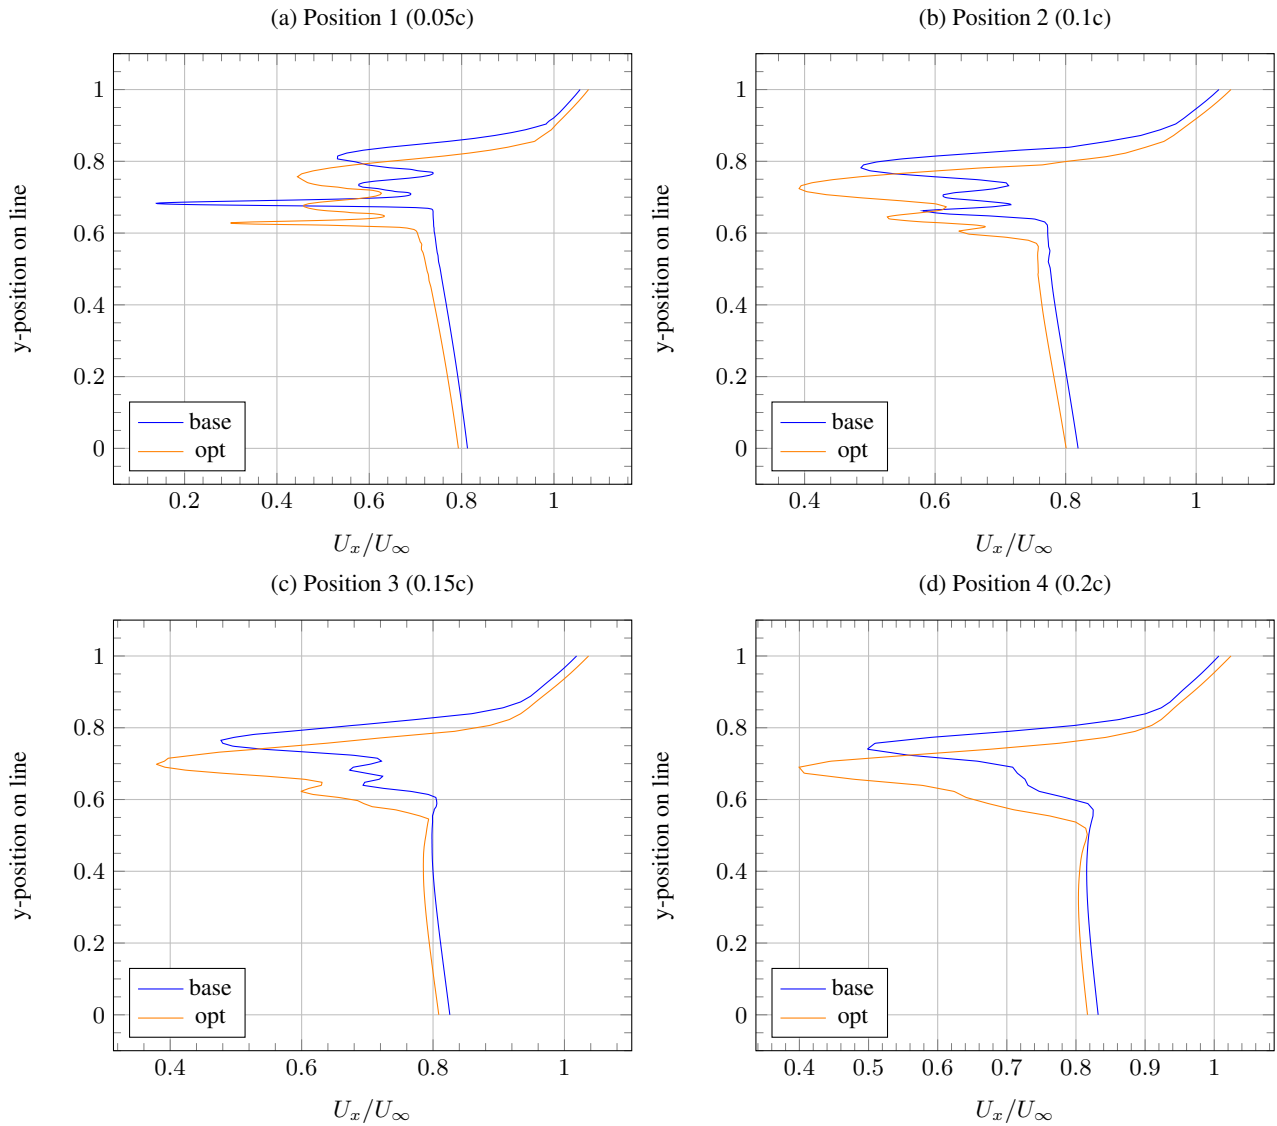 (a) Position 1 (0.05c)
(b) Position 2 (0.1c)
y-position on line
1
0.8
0.6
0.4
0.2
0
base
opt
0.2 0.4 0.6 0.8 1
U_x/U_∞
y-position on line
1
0.8
0.6
0.4
0.2
0
base
opt
0.4 0.6 0.8 1
U_x/U_∞
(c) Position 3 (0.15c)
(d) Position 4 (0.2c)
y-position on line
1
0.8
0.6
0.4
0.2
0
base
opt
0.4 0.6 0.8 1
U_x/U_∞
y-position on line
1
0.8
0.6
0.4
0.2
0
base
opt
0.4 0.5 0.6 0.7 0.8 0.9 1
U_x/U_∞